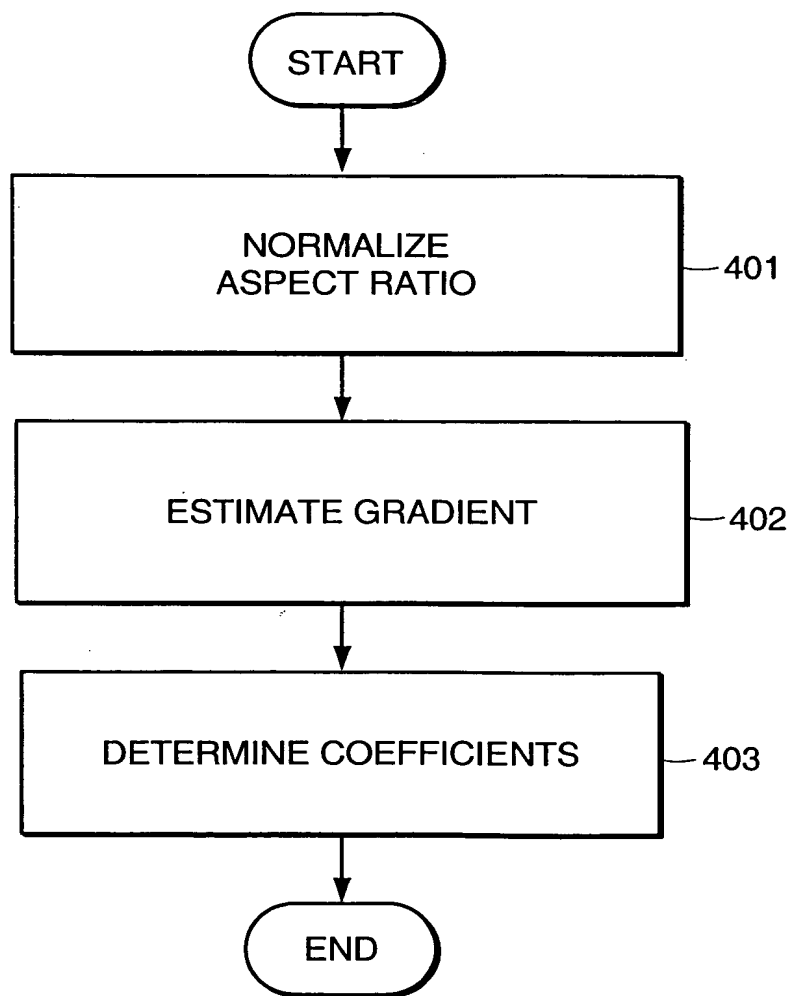 START
NORMALIZE
ASPECT RATIO
401
ESTIMATE GRADIENT
402
DETERMINE COEFFICIENTS
403
END